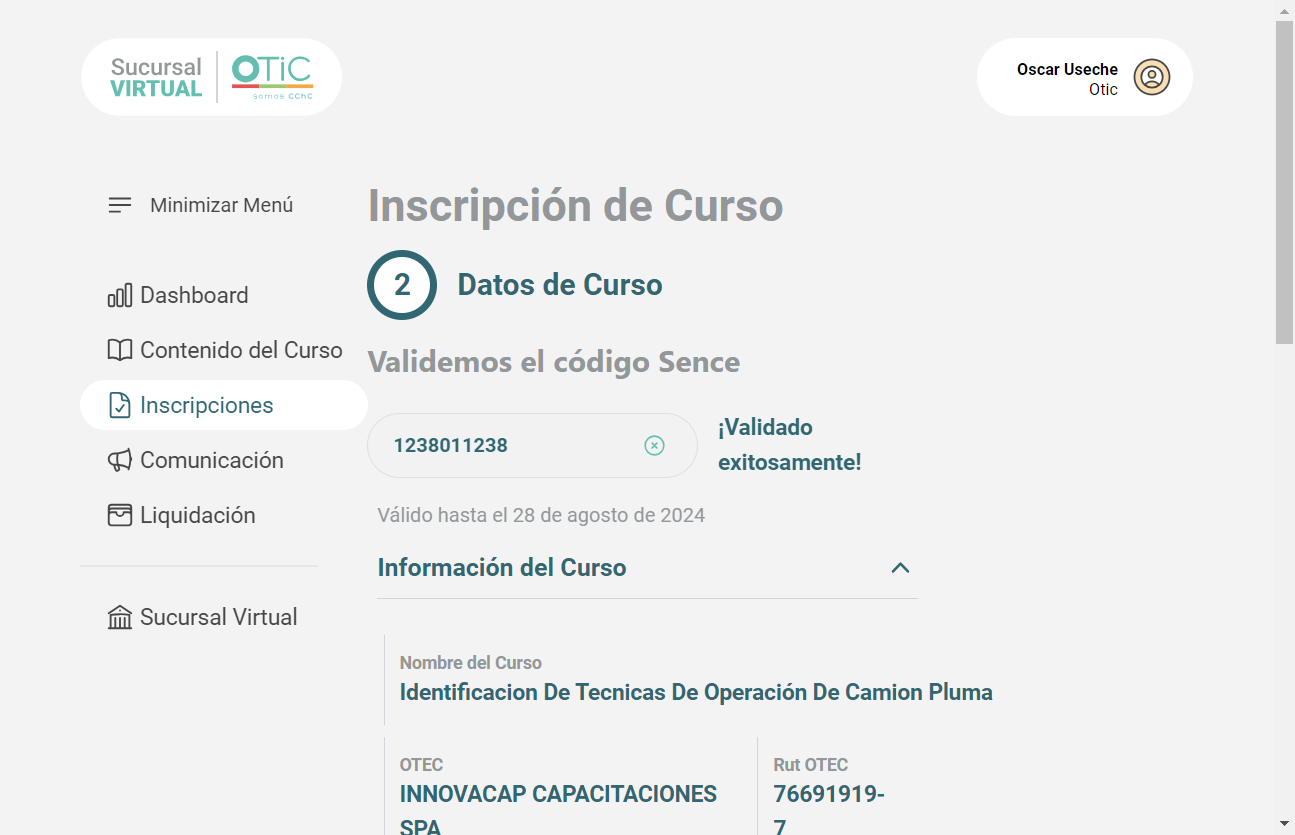 Sucursal
VIRTUAL
OTiC
somos CChC
Oscar Useche
Otic
Minimizar Menú
Inscripción de Curso
2
Datos de Curso
Dashboard
Contenido del Curso
Inscripciones
Comunicación
Liquidación
Sucursal Virtual
Validemos el código Sence
1238011238
¡Validado
exitosamente!
Válido hasta el 28 de agosto de 2024
Información del Curso
Nombre del Curso
Identificacion De Tecnicas De Operación De Camion Pluma
OTEC
INNOVACAP CAPACITACIONES
SPA
Rut OTEC
76691919-
7